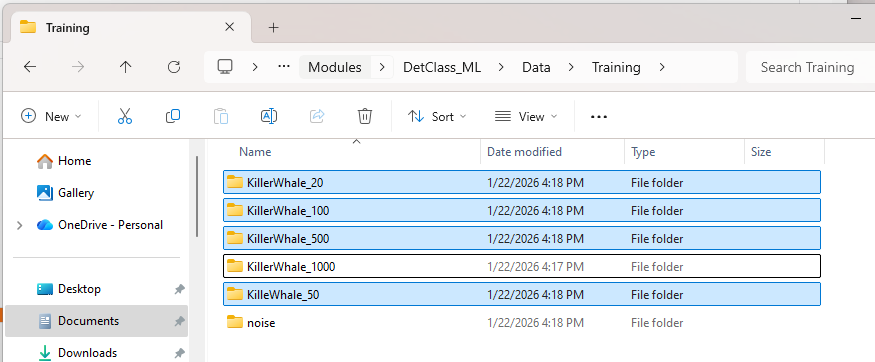 Training
Modules DetClass_ML Data Training Search Training
New Sort View
Name Date modified Type Size
Home
Gallery
OneDrive - Personal
Desktop
Documents
Downloads
KillerWhale_20 1/22/2026 4:18 PM File folder
KillerWhale_100 1/22/2026 4:18 PM File folder
KillerWhale_500 1/22/2026 4:18 PM File folder
KillerWhale_1000 1/22/2026 4:17 PM File folder
KilleWhale_50 1/22/2026 4:18 PM File folder
noise 1/22/2026 4:18 PM File folder